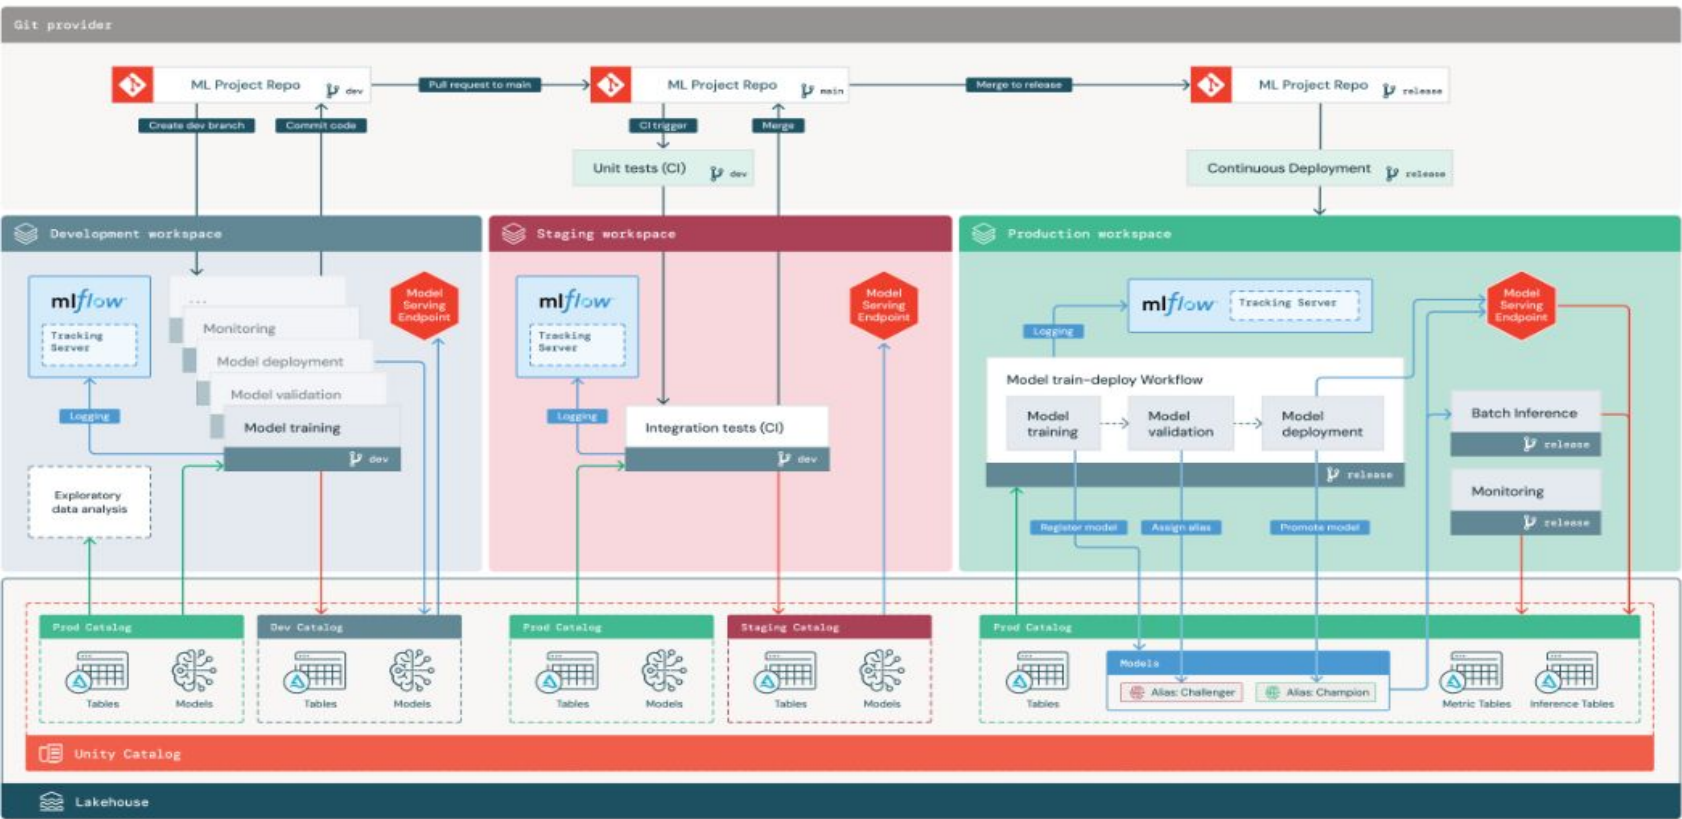 Git provider
ML Project Repo
dev
Pull request to main
ML Project Repo
main
Merge to release
ML Project Repo
release
Create dev branch
Commit code
CI trigger
Merge
Unit tests (CI)
dev
Continuous Deployment
release
Development workspace
mlflow
Tracking
Server
...
Monitoring
Model deployment
Model validation
Model training
dev
Model
Serving
Endpoint
Logging
Exploratory
data analysis
Staging workspace
mlflow
Tracking
Server
Model
Serving
Endpoint
Logging
Integration tests (CI)
dev
Production workspace
mlflow
Tracking Server
Model
Serving
Endpoint
Logging
Model train-deploy Workflow
Model
training
Model
validation
Model
deployment
release
Batch Inference
release
Monitoring
release
Register model
Assign alias
Promote model
Prod Catalog
Tables
Models
Dev Catalog
Tables
Models
Prod Catalog
Tables
Models
Staging Catalog
Tables
Models
Prod Catalog
Tables
Models
Alias: Challenger
Alias: Champion
Metric Tables
Inference Tables
Unity Catalog
Lakehouse